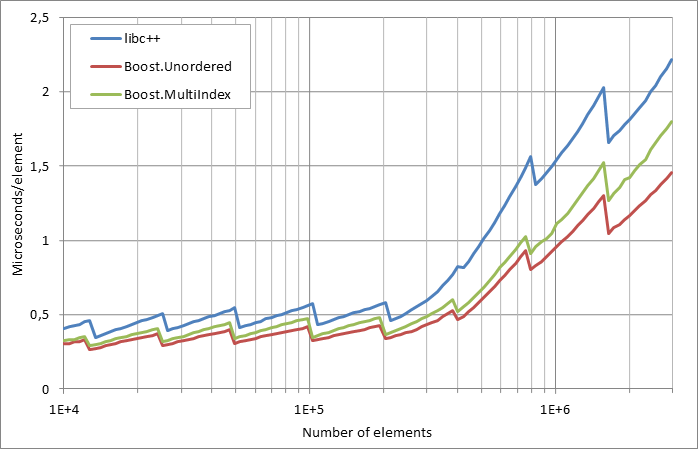 2,5
libc++
Boost.Unordered
Boost.MultiIndex
2
1,5
1
0,5
0
Microseconds/element
1E+4
1E+5
1E+6
Number of elements